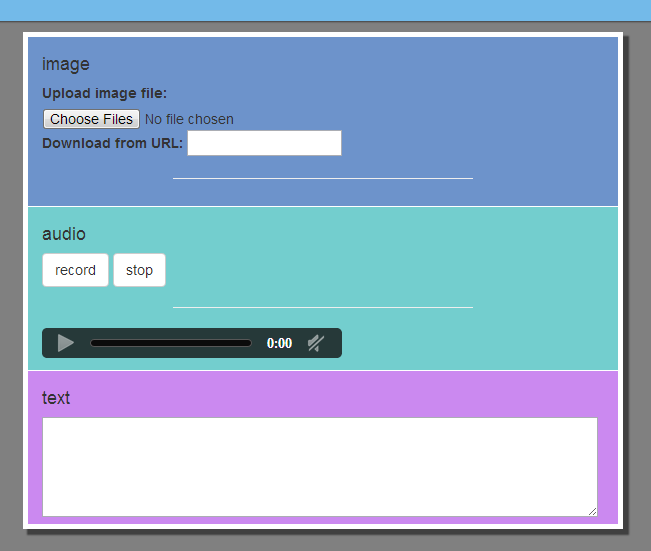 image
Upload image file:
Choose Files No file chosen
Download from URL:
audio
record stop
0:00
text